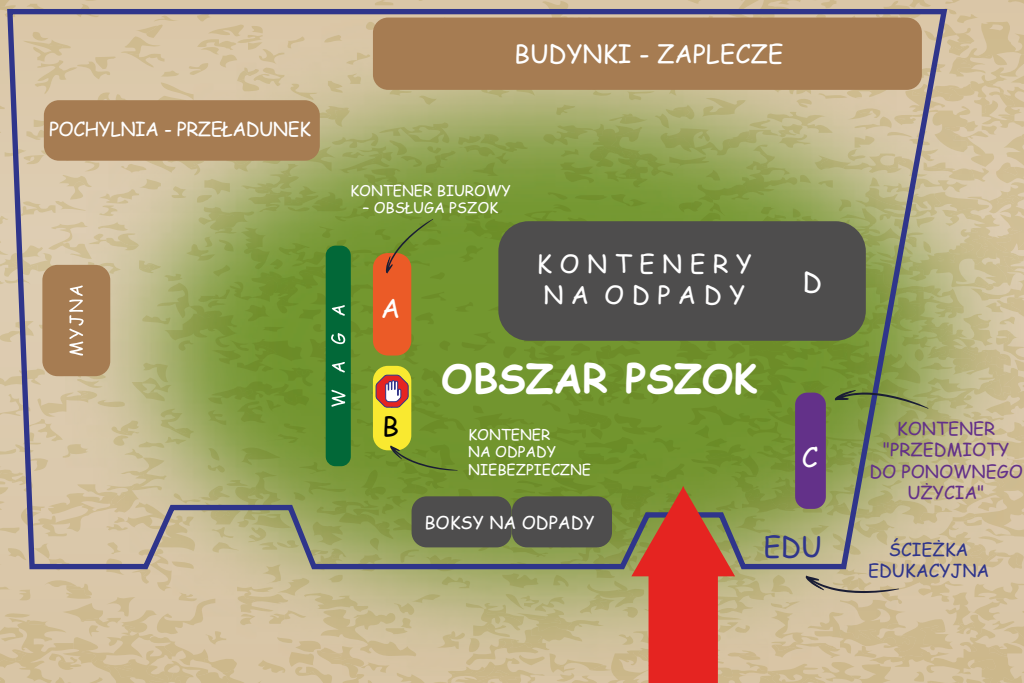 BUDYNKI - ZAPLECZE
POCHYLNIA - PRZEŁADUNEK
KONTENER BIUROWY
- OBSŁUGA PSZOK
KONTENERY
NA ODPADY
D
MYJNA
WAGA
A
OBSZAR PSZOK
B
KONTENER
NA ODPADY
NIEBEZPIECZNE
C
KONTENER
"PRZEDMIOTY
DO PONOWNEGO
UŻYCIA"
BOKSY NA ODPADY
EDU
ŚCIEŻKA
EDUKACYJNA